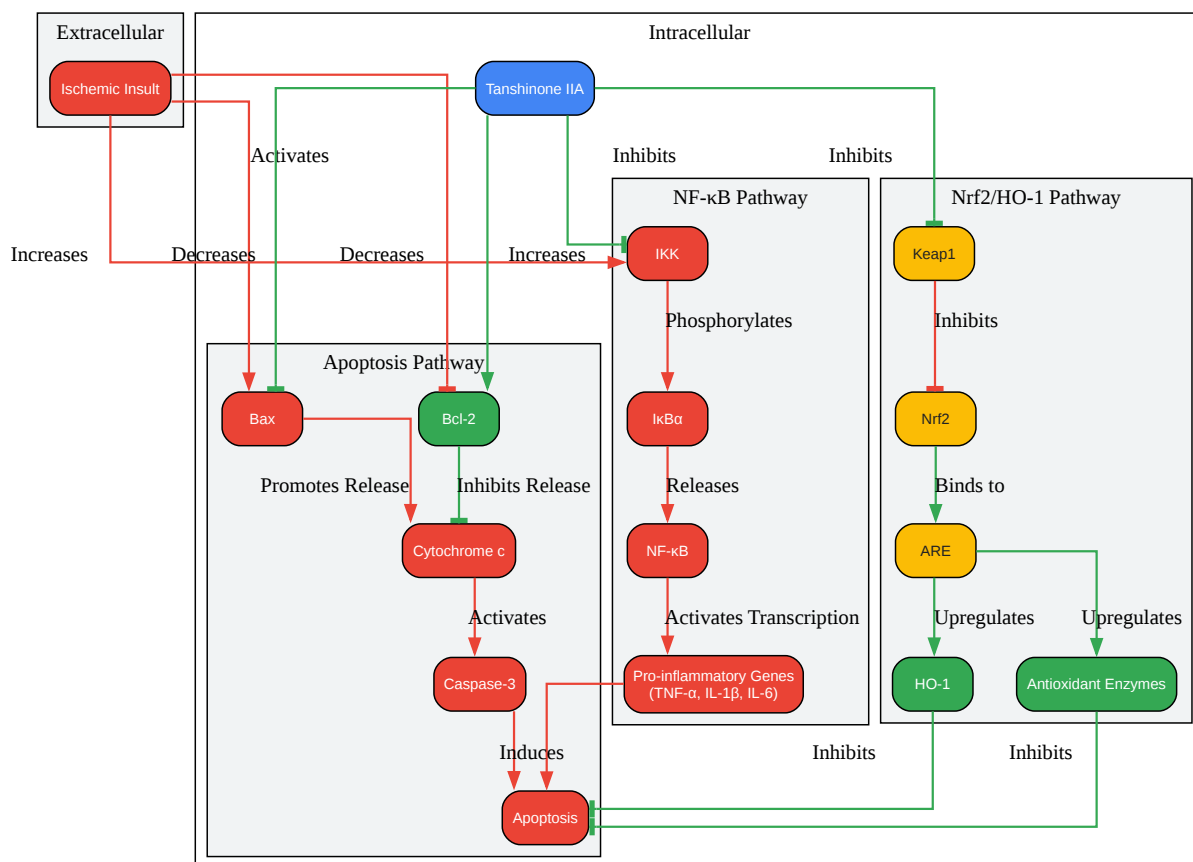 Extracellular
Intracellular
Ischemic Insult
Tanshinone IIA
Activates
Inhibits
Inhibits
NF-κB Pathway
Nrf2/HO-1 Pathway
Increases
Decreases
Decreases
Increases
IKK
Keap1
Phosphorylates
Inhibits
Apoptosis Pathway
Bax
Bcl-2
IκBα
Nrf2
Promotes Release
Inhibits Release
Releases
Binds to
Cytochrome c
NF-κB
ARE
Activates
Activates Transcription
Upregulates
Upregulates
Caspase-3
Pro-inflammatory Genes
(TNF-α, IL-1β, IL-6)
HO-1
Antioxidant Enzymes
Induces
Inhibits
Inhibits
Apoptosis